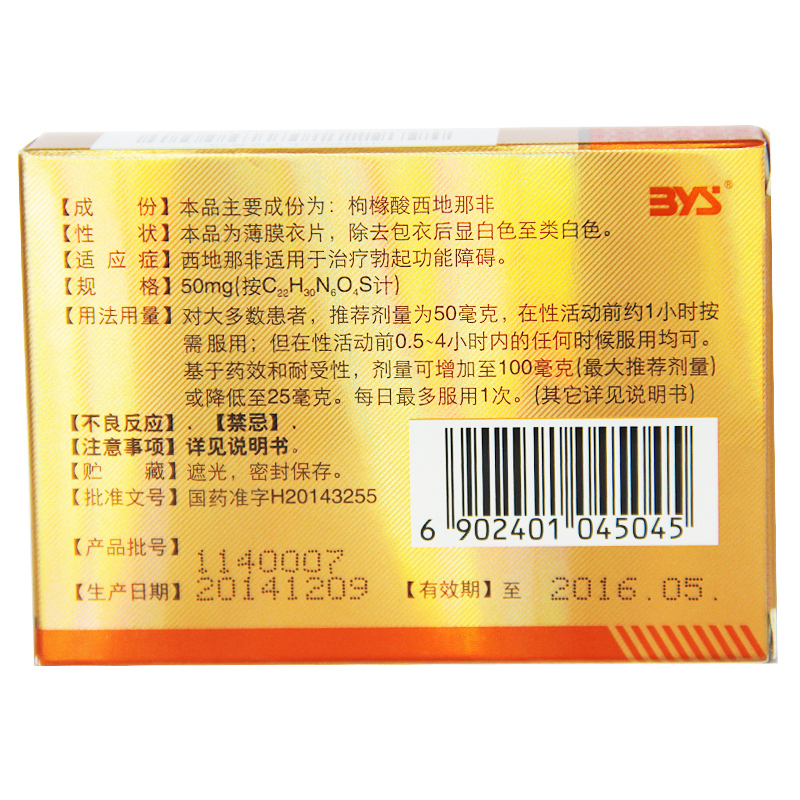 BYS®
【成 份】本品主要成份为：枸橼酸西地那非
【性 状】本品为薄膜衣片，除去包衣后显白色至类白色。
【适 应 症】西地那非适用于治疗勃起功能障碍。
【规 格】50mg(按C₂₂H₃₀N₆O₄S计)
【用法用量】对大多数患者，推荐剂量为50毫克，在性活动前约1小时按
需服用；但在性活动前0.5~4小时内的任何时候服用均可。
基于药效和耐受性，剂量可增加至100毫克(最大推荐剂量)
或降低至25毫克。每日最多服用1次。(其它详见说明书)
【不良反应】、【禁忌】、
【注意事项】详见说明书。
【贮 藏】遮光，密封保存。
【批准文号】国药准字H20143255
6 902401 045045
【产品批号】1140007
【生产日期】20141209 【有效期】至 2016.05.